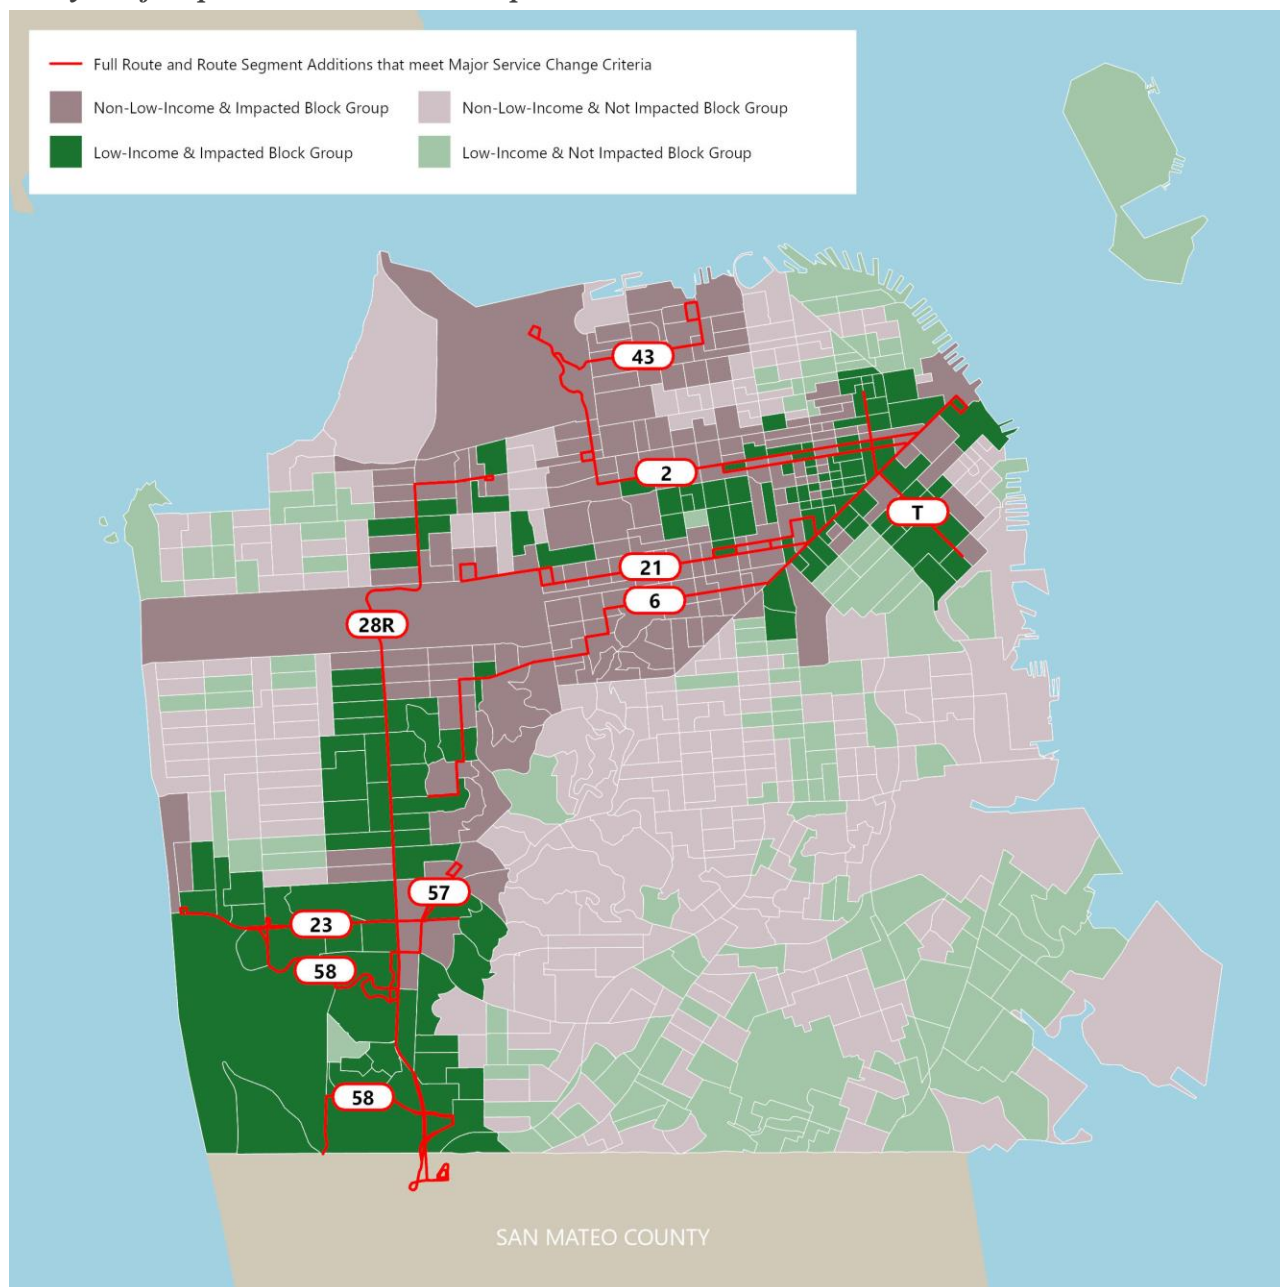 Full Route and Route Segment Additions that meet Major Service Change Criteria
Non-Low-Income & Impacted Block Group
Non-Low-Income & Not Impacted Block Group
Low-Income & Impacted Block Group
Low-Income & Not Impacted Block Group
43
2
T
21
6
28R
57
23
58
58
SAN MATEO COUNTY